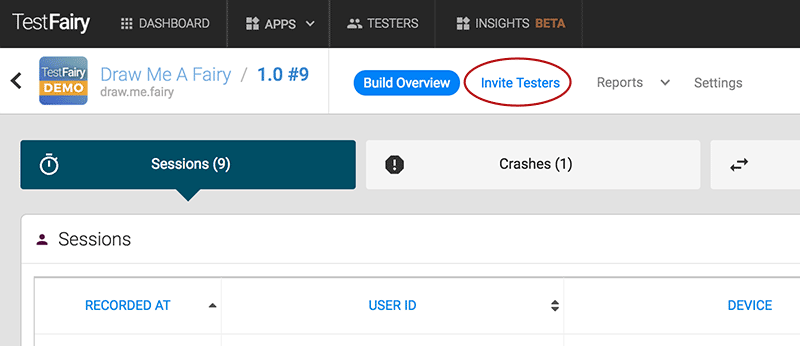 TestFairy DASHBOARD APPS TESTERS INSIGHTS BETA
TestFairy
DEMO
Draw Me A Fairy / 1.0 #9
draw.me.fairy
Build Overview Invite Testers Reports Settings
Sessions (9) Crashes (1)
Sessions
RECORDED AT USER ID DEVICE